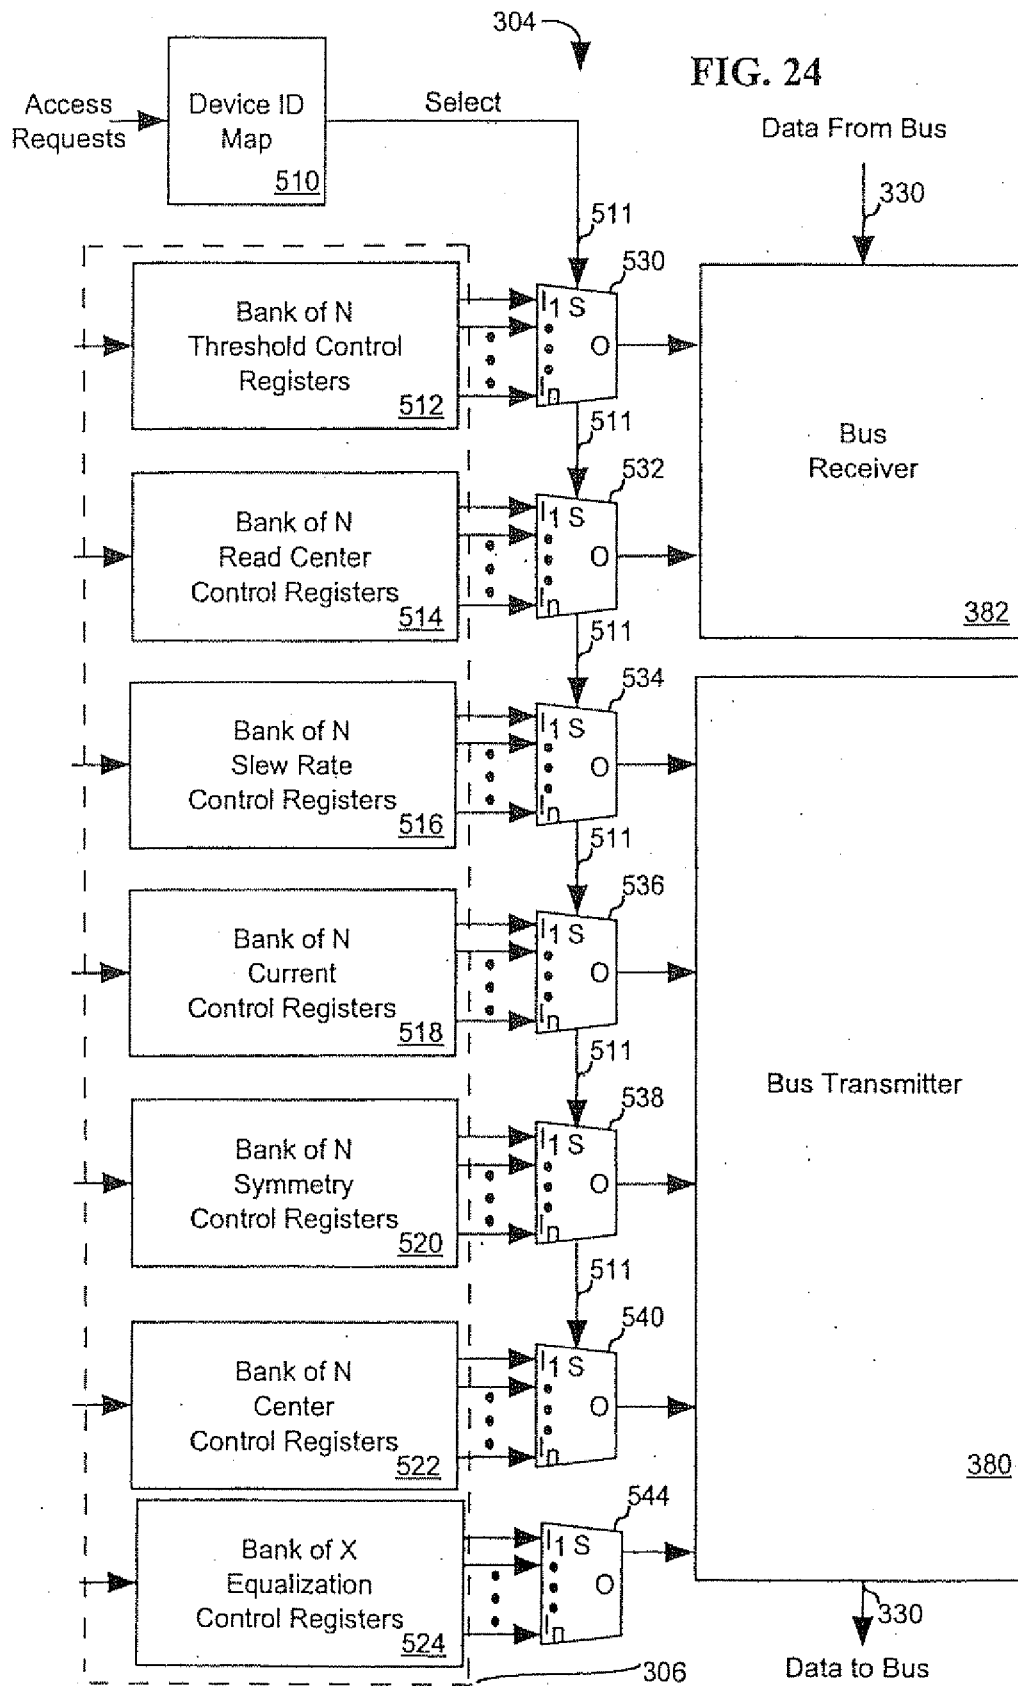 304
FIG. 24
Access
Requests
Device ID
Map
510
Select
Data From Bus
330
511
530
Bank of N
Threshold Control
Registers
512
I1 S
O
In
511
Bus
Receiver
382
532
Bank of N
Read Center
Control Registers
514
I1 S
O
In
511
534
Bank of N
Slew Rate
Control Registers
516
I1 S
O
In
511
536
Bank of N
Current
Control Registers
518
I1 S
O
In
511
Bus Transmitter
380
538
Bank of N
Symmetry
Control Registers
520
I1 S
O
In
511
540
Bank of N
Center
Control Registers
522
I1 S
O
In
544
Bank of X
Equalization
Control Registers
524
I1 S
O
In
330
306
Data to Bus